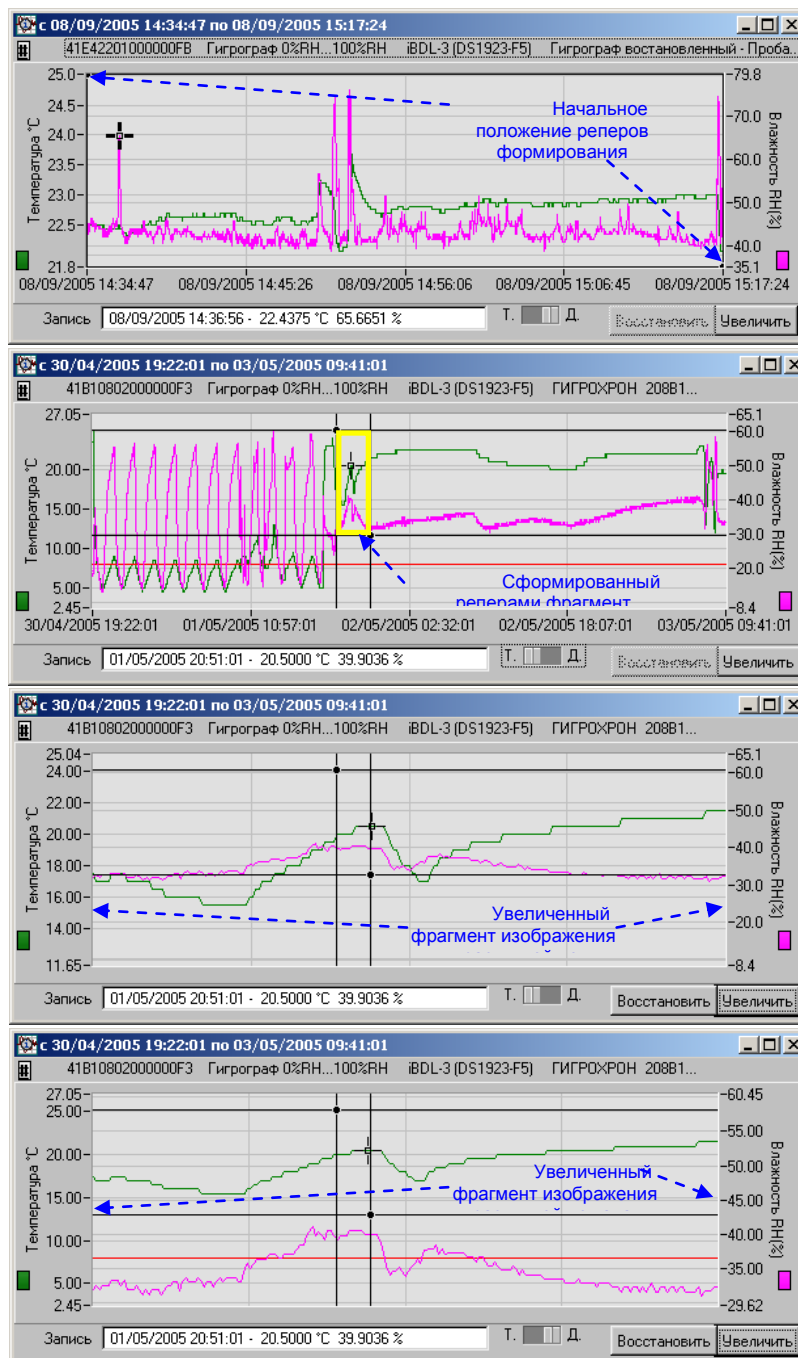 с 08/09/2005 14:34:47 по 08/09/2005 15:17:24
# 41E42201000000FB Гигрограф 0%RH...100%RH iBDL-3 (DS1923-F5) Гигрограф востановленный - Проба..
Температура °C
25.0
24.5
24.0
23.5
23.0
22.5
21.8
Начальное
положение реперов
формирования
79.8
70.0
60.0
50.0
40.0
35.1
Влажность RH(%)
08/09/2005 14:34:47 08/09/2005 14:45:26 08/09/2005 14:56:06 08/09/2005 15:06:45 08/09/2005 15:17:24
Запись 08/09/2005 14:36:56 - 22.4375 °C 65.6651 % Т. Д. Восстановить Увеличить
с 30/04/2005 19:22:01 по 03/05/2005 09:41:01
# 41B10802000000F3 Гигрограф 0%RH...100%RH iBDL-3 (DS1923-F5) ГИГРОХРОН 208B1...
Температура °C
27.05
20.00
15.00
10.00
5.00
2.45
Сформированный
реперами фрагмент
65.1
60.0
50.0
40.0
30.0
20.0
8.4
Влажность RH(%)
30/04/2005 19:22:01 01/05/2005 10:57:01 02/05/2005 02:32:01 02/05/2005 18:07:01 03/05/2005 09:41:01
Запись 01/05/2005 20:51:01 - 20.5000 °C 39.9036 % Т. Д. Восстановить Увеличить
с 30/04/2005 19:22:01 по 03/05/2005 09:41:01
# 41B10802000000F3 Гигрограф 0%RH...100%RH iBDL-3 (DS1923-F5) ГИГРОХРОН 208B1...
Температура °C
25.04
24.00
22.00
20.00
18.00
16.00
14.00
11.65
Увеличенный
фрагмент изображения
65.1
60.0
50.0
40.0
30.0
20.0
8.4
Влажность RH(%)
Запись 01/05/2005 20:51:01 - 20.5000 °C 39.9036 % Т. Д. Восстановить Увеличить
с 30/04/2005 19:22:01 по 03/05/2005 09:41:01
# 41B10802000000F3 Гигрограф 0%RH...100%RH iBDL-3 (DS1923-F5) ГИГРОХРОН 208B1...
Температура °C
27.05
25.00
20.00
15.00
10.00
5.00
2.45
Увеличенный
фрагмент изображения
60.45
55.00
50.00
45.00
40.00
35.00
29.62
Влажность RH(%)
Запись 01/05/2005 20:51:01 - 20.5000 °C 39.9036 % Т. Д. Восстановить Увеличить